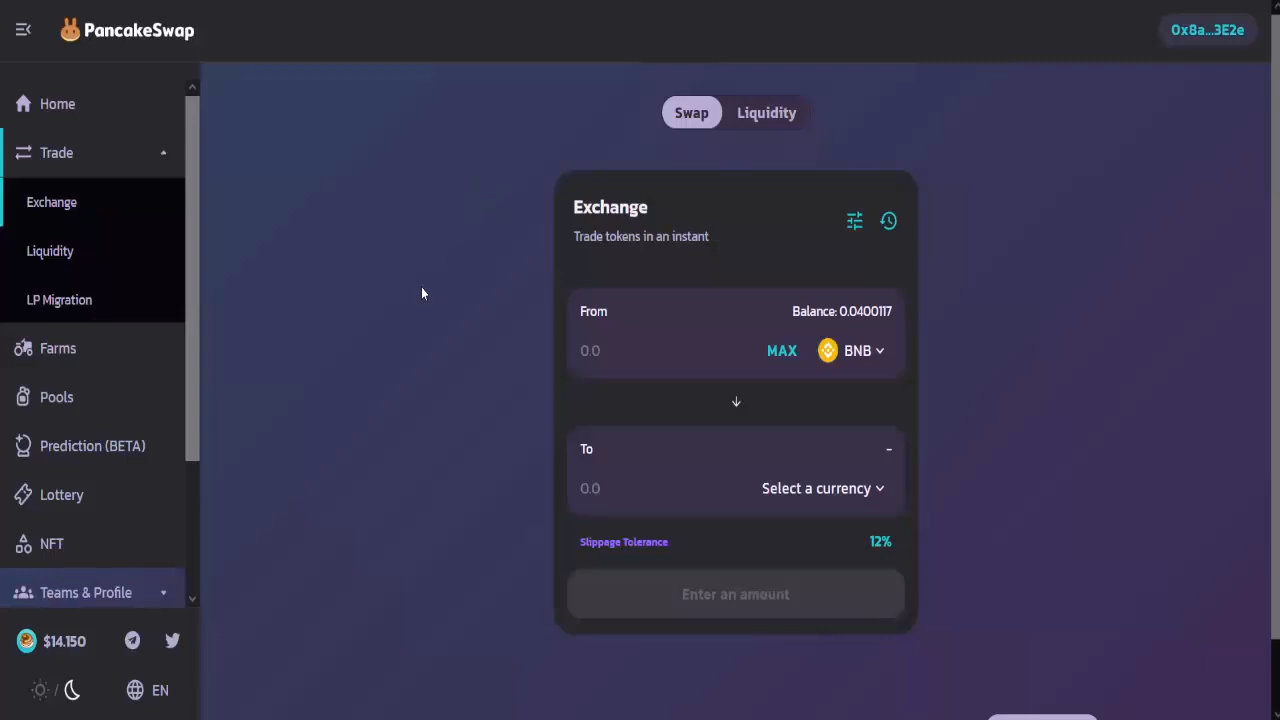 PancakeSwap
0x8a...3E2e
Home
Trade
Exchange
Liquidity
LP Migration
Farms
Pools
Prediction (BETA)
Lottery
NFT
Teams & Profile
$14.150
/
EN
Swap
Liquidity
Exchange
Trade tokens in an instant
From
Balance: 0.0400117
0.0
MAX
BNB
To
-
0.0
Select a currency
Slippage Tolerance
12%
Enter an amount